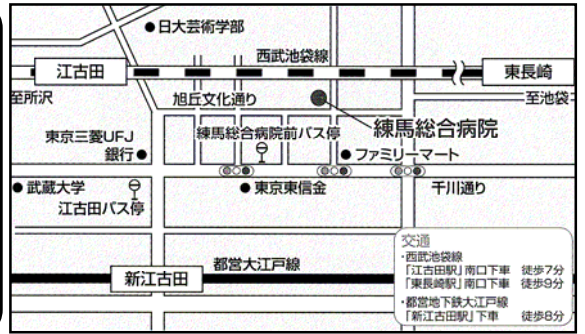 日大芸術学部
西武池袋線
江古田
東長崎
至所沢
旭丘文化通り
至池袋
練馬総合病院
東京三菱UFJ
銀行
練馬総合病院前バス停
ファミリーマート
武蔵大学
江古田バス停
東京東信金
千川通り
都営大江戸線
新江古田
交通
・西武池袋線
「江古田駅」南口下車 徒歩7分
「東長崎駅」南口下車 徒歩9分
・都営地下鉄大江戸線
「新江古田駅」下車 徒歩8分